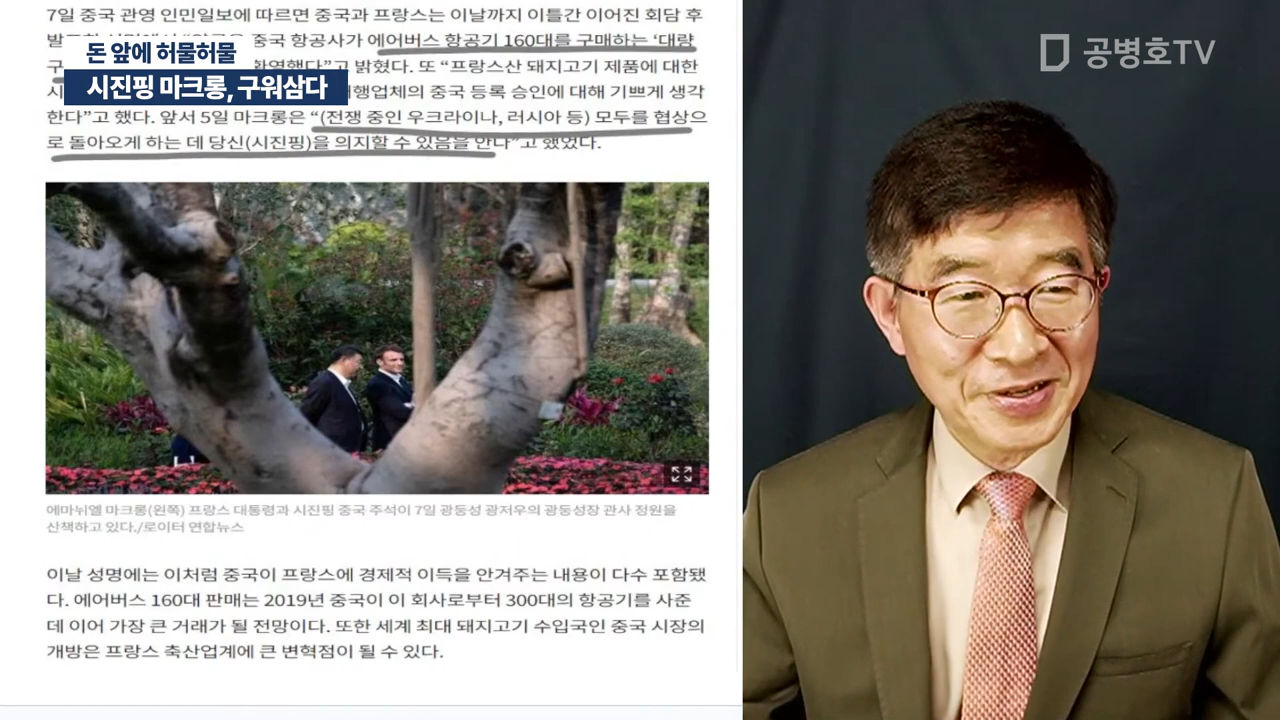 7일 중국 관영 인민일보에 따르면 중국과 프랑스는 이날까지 이틀간 이어진 회담 후
중국 항공사가 에어버스 항공기 160대를 구매하는 ‘대량
돈 앞에 허물허물
구 환영했다”고 밝혔다. 또 “프랑스산 돼지고기 제품에 대한
시진핑 마크롱, 구워삶다
시 행업체의 중국 등록 승인에 대해 기쁘게 생각
한다”고 했다. 앞서 5일 마크롱은 “(전쟁 중인 우크라이나, 러시아 등) 모두를 협상으
로 돌아오게 하는 데 당신(시진핑)을 의지할 수 있음을 안다”고 했었다.
에마뉘엘 마크롱(왼쪽) 프랑스 대통령과 시진핑 중국 주석이 7일 광둥성 광저우의 광둥성장 관사 정원을
산책하고 있다./로이터 연합뉴스
이날 성명에는 이처럼 중국이 프랑스에 경제적 이득을 안겨주는 내용이 다수 포함됐
다. 에어버스 160대 판매는 2019년 중국이 이 회사로부터 300대의 항공기를 사준
데 이어 가장 큰 거래가 될 전망이다. 또한 세계 최대 돼지고기 수입국인 중국 시장의
개방은 프랑스 축산업계에 큰 변혁점이 될 수 있다.
공병호TV